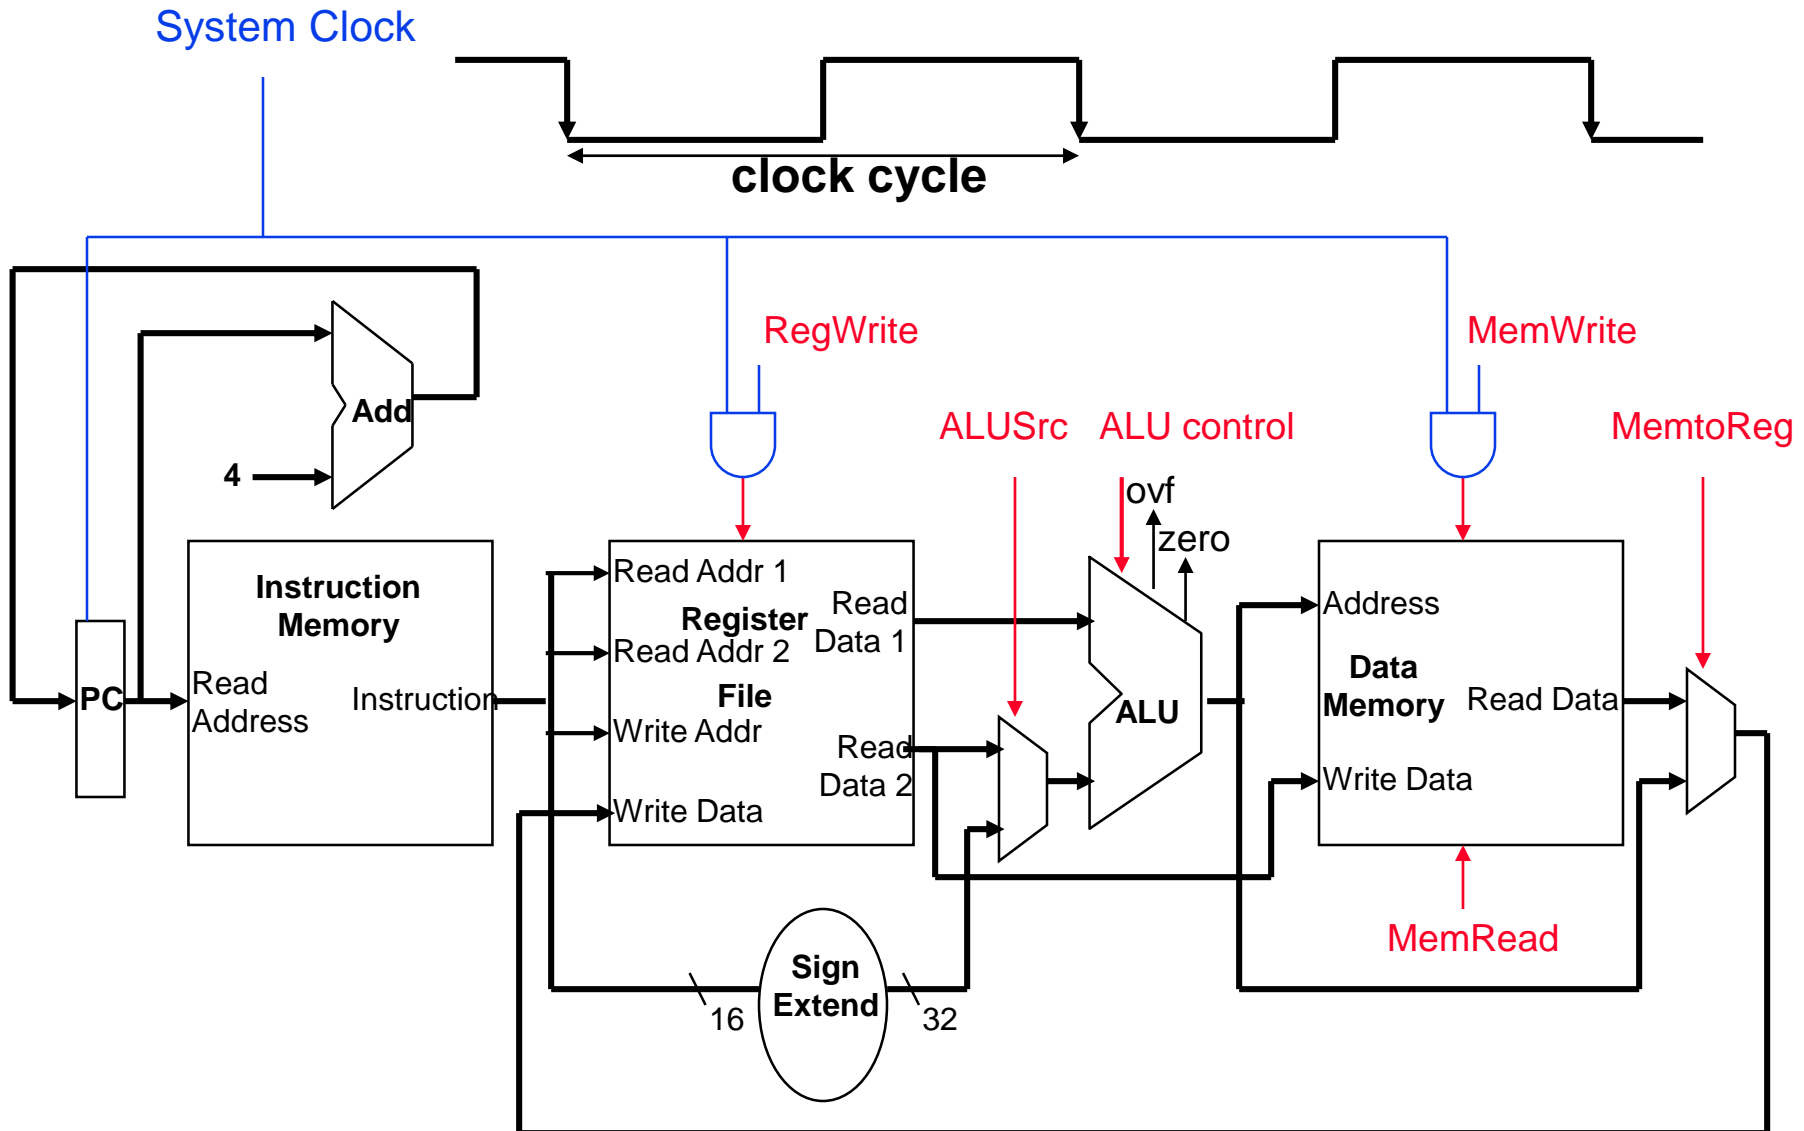 System Clock
clock cycle
RegWrite
MemWrite
Add
ALUSrc
ALU control
MemtoReg
4
ovf
zero
Instruction
Memory
Read
Address
Instruction
PC
Read Addr 1
Register
Read Addr 2
File
Write Addr
Write Data
Read
Data 1
Read
Data 2
ALU
Address
Data
Memory
Read Data
Write Data
MemRead
Sign
Extend
16
32